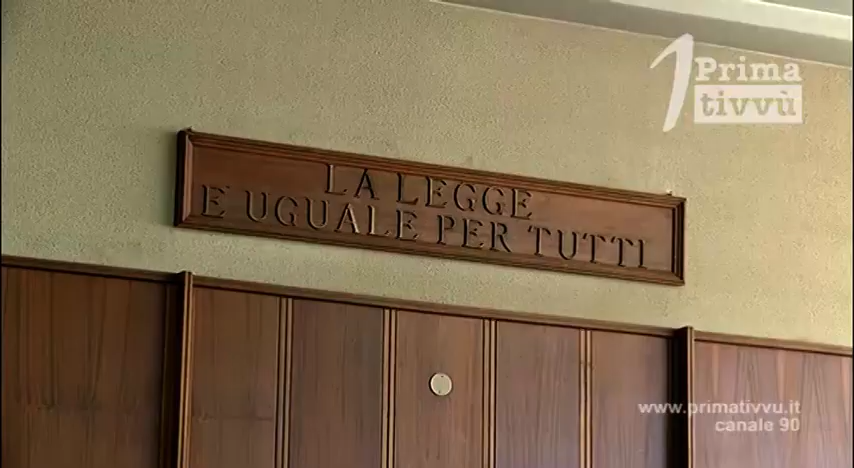 1 Prima
tivvù
LA LEGGE
E' UGUALE PER TUTTI
www.primativvu.it
canale 90